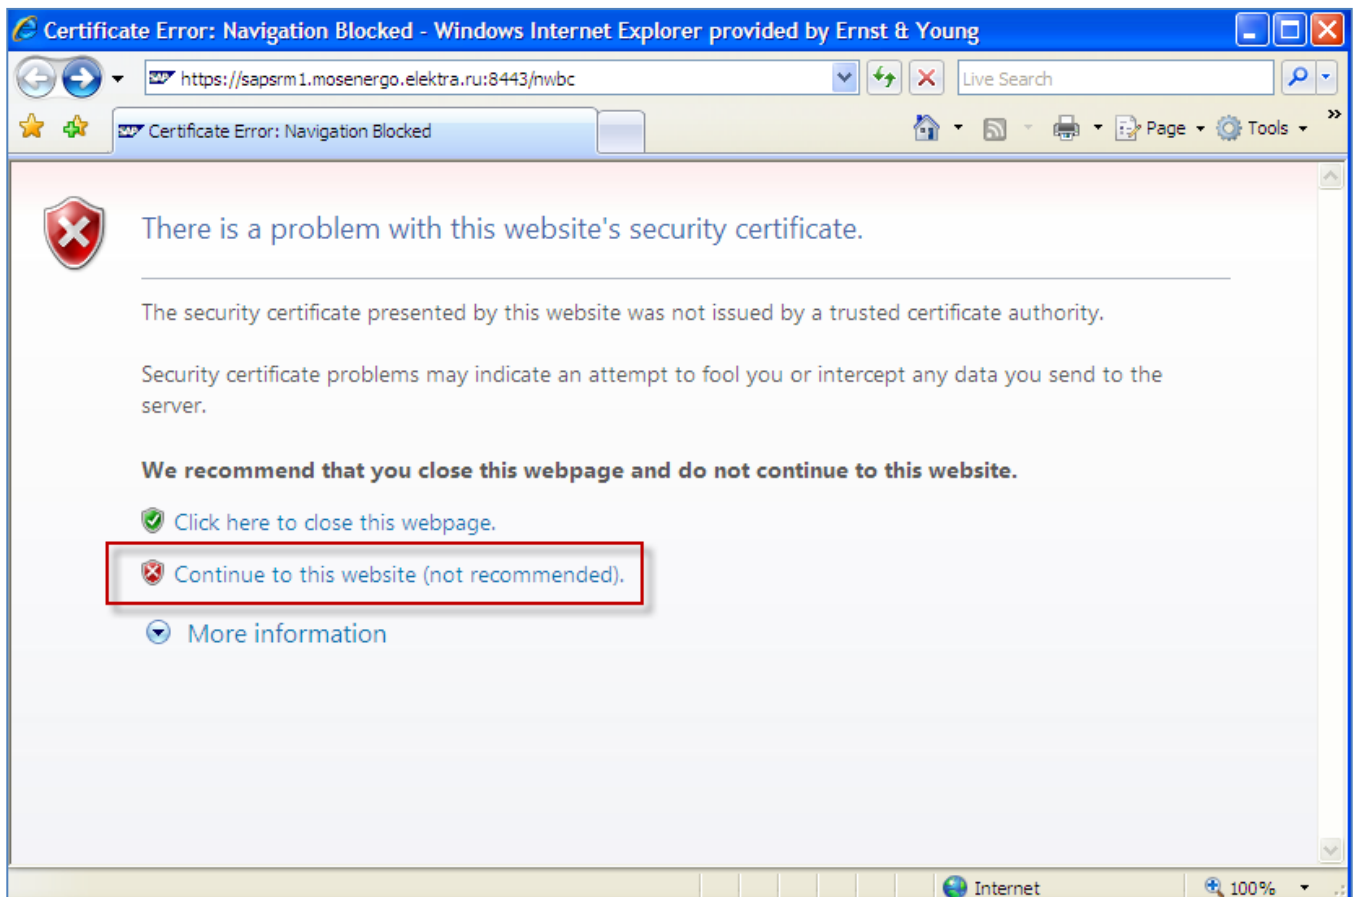 Certificate Error: Navigation Blocked - Windows Internet Explorer provided by Ernst & Young
SAP https://sapsrm1.mosenergo.elektra.ru:8443/nwbc Live Search
SAP Certificate Error: Navigation Blocked Page Tools »
There is a problem with this website's security certificate.
The security certificate presented by this website was not issued by a trusted certificate authority.
Security certificate problems may indicate an attempt to fool you or intercept any data you send to the
server.
We recommend that you close this webpage and do not continue to this website.
Click here to close this webpage.
Continue to this website (not recommended).
More information
Internet 100%